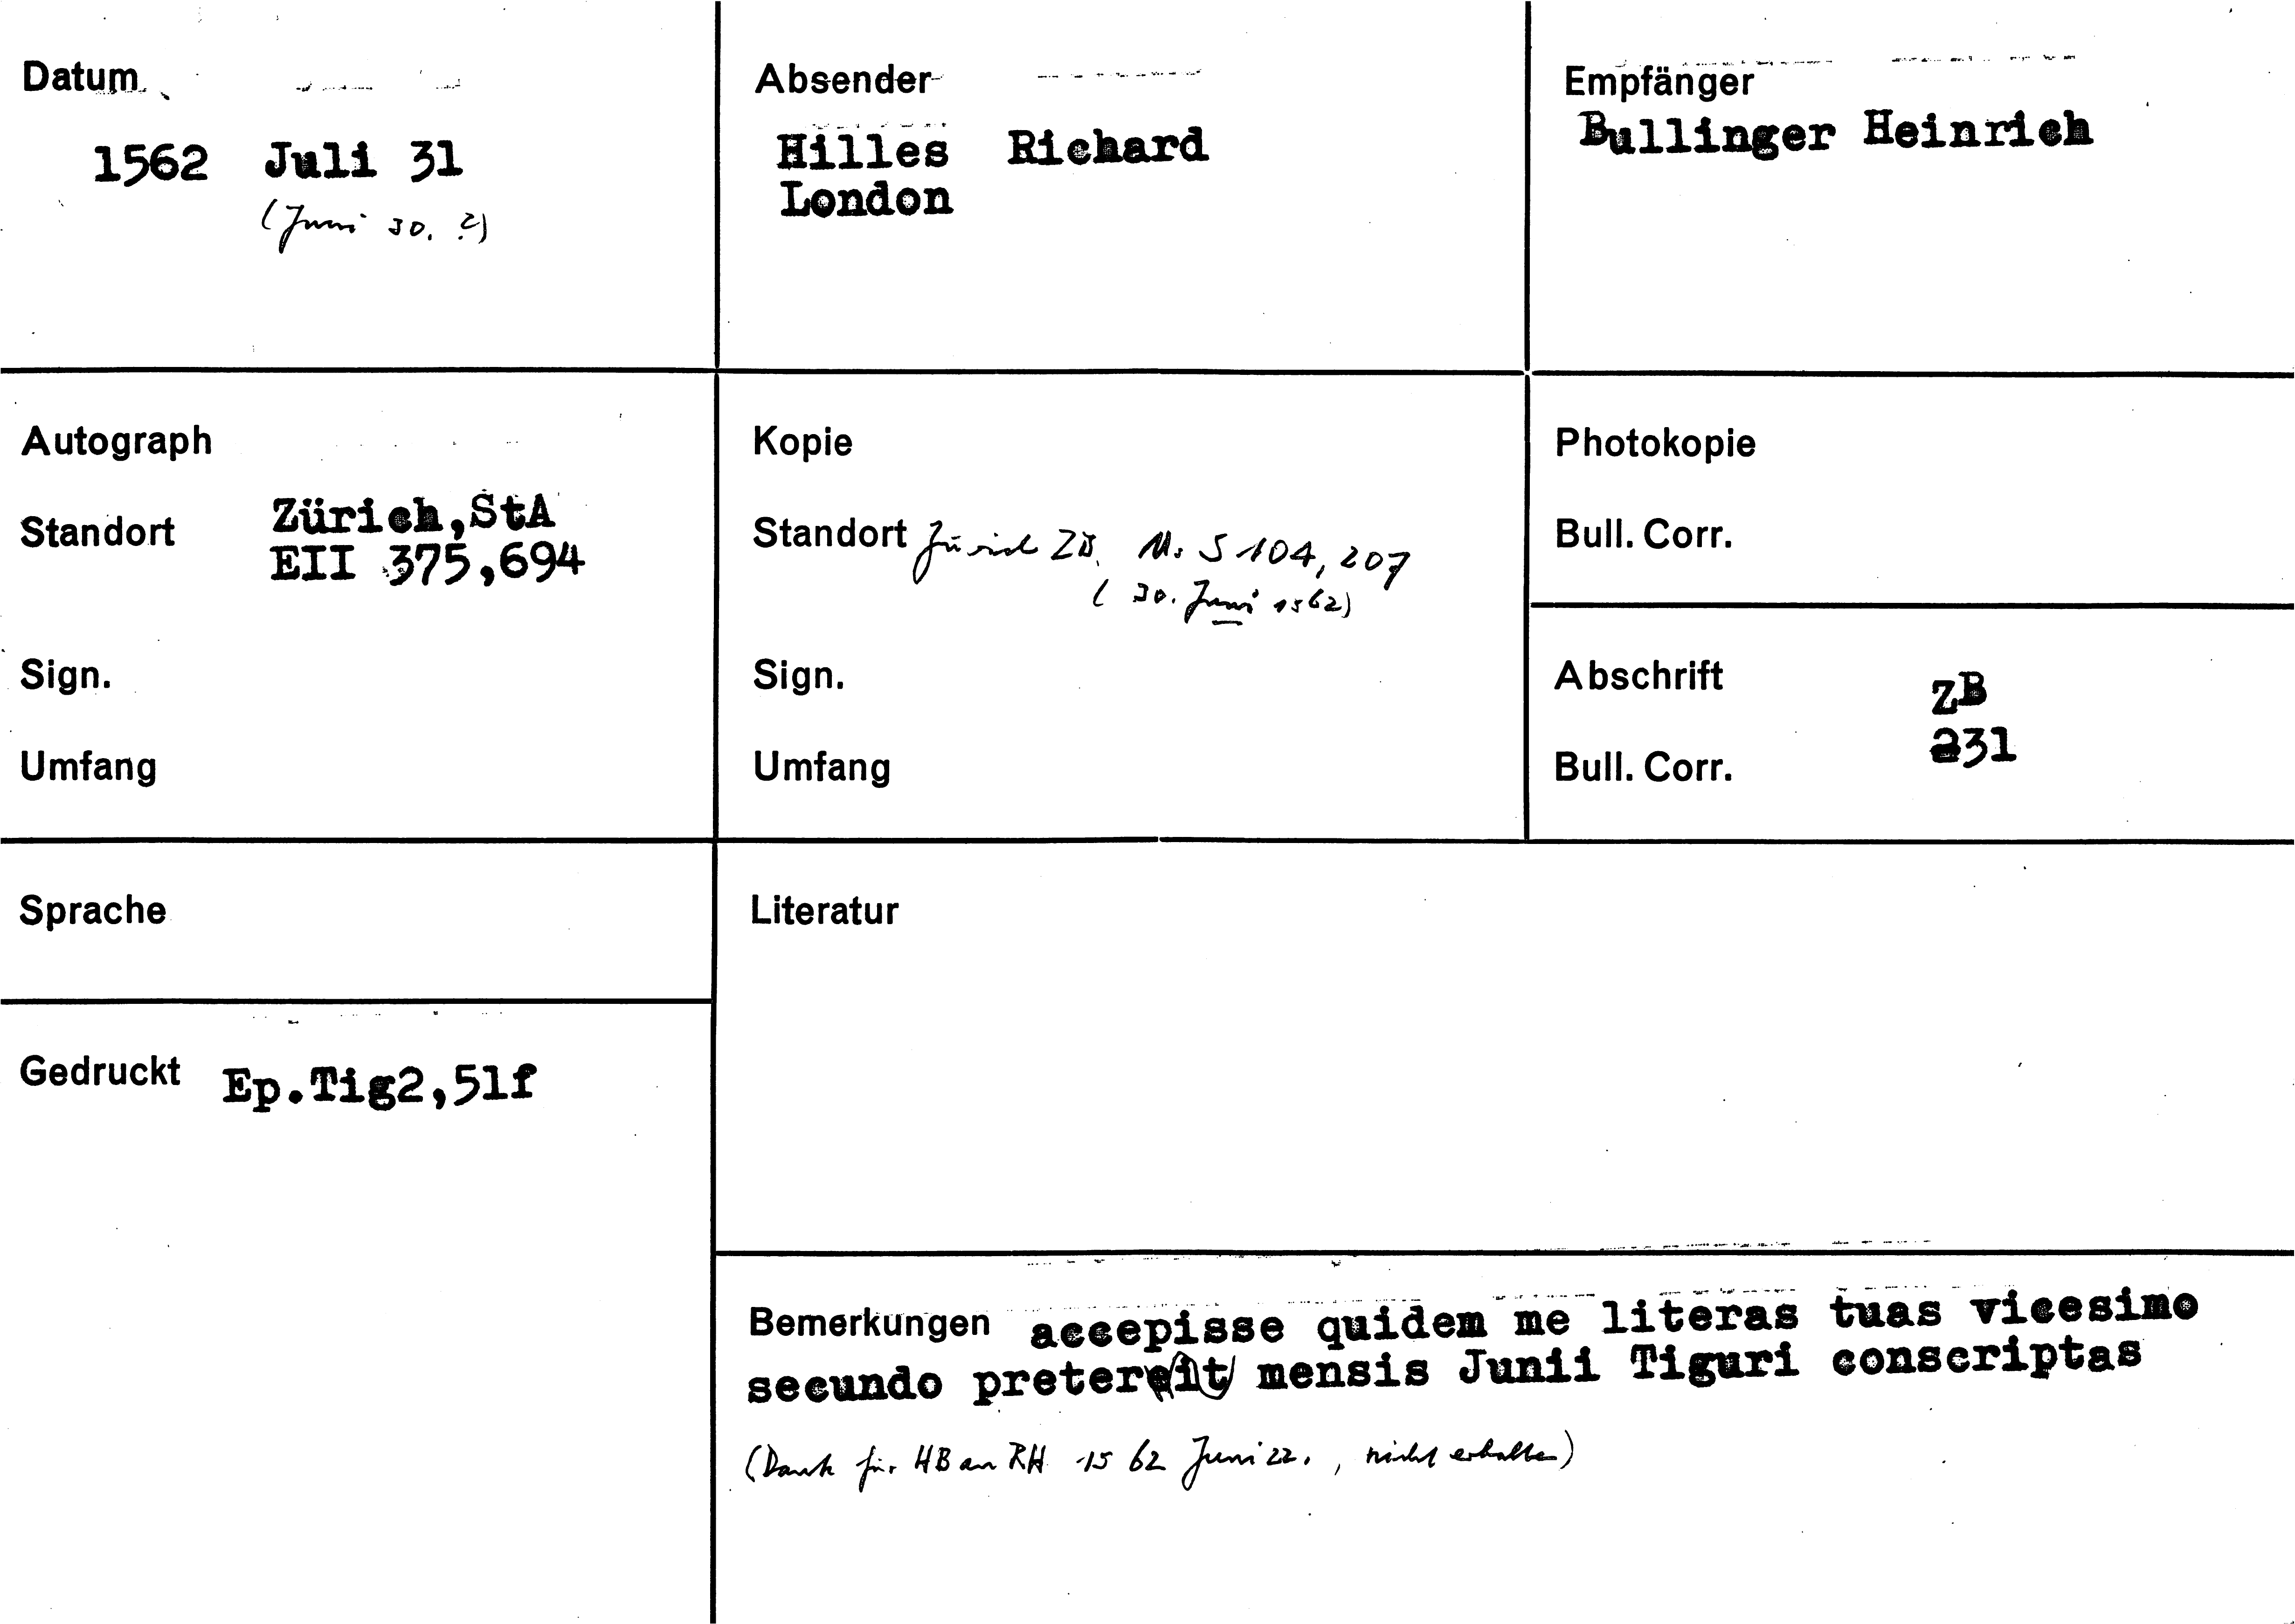 Datum
1562 Juli 31
(Juni 30. ?)
Absender
Hilles Richard
London
Empfänger
Bullinger Heinrich
Autograph
Standort Zürich,StA
EII 375,694
Sign.
Umfang
Kopie
Standort Zürich ZB. Ms S 104, 207
(30. Juni 1562)
Sign.
Umfang
Photokopie
Bull. Corr.
Abschrift ZB
Bull. Corr. 231
Sprache
Literatur
Gedruckt Ep.Tig2,51f
Bemerkungen accepisse quidem me literas tuas vicesimo
secundo mensis Junii Tiguri conscriptas
(Dank für HB an RH 1562 Juni 22., nicht erhalten)